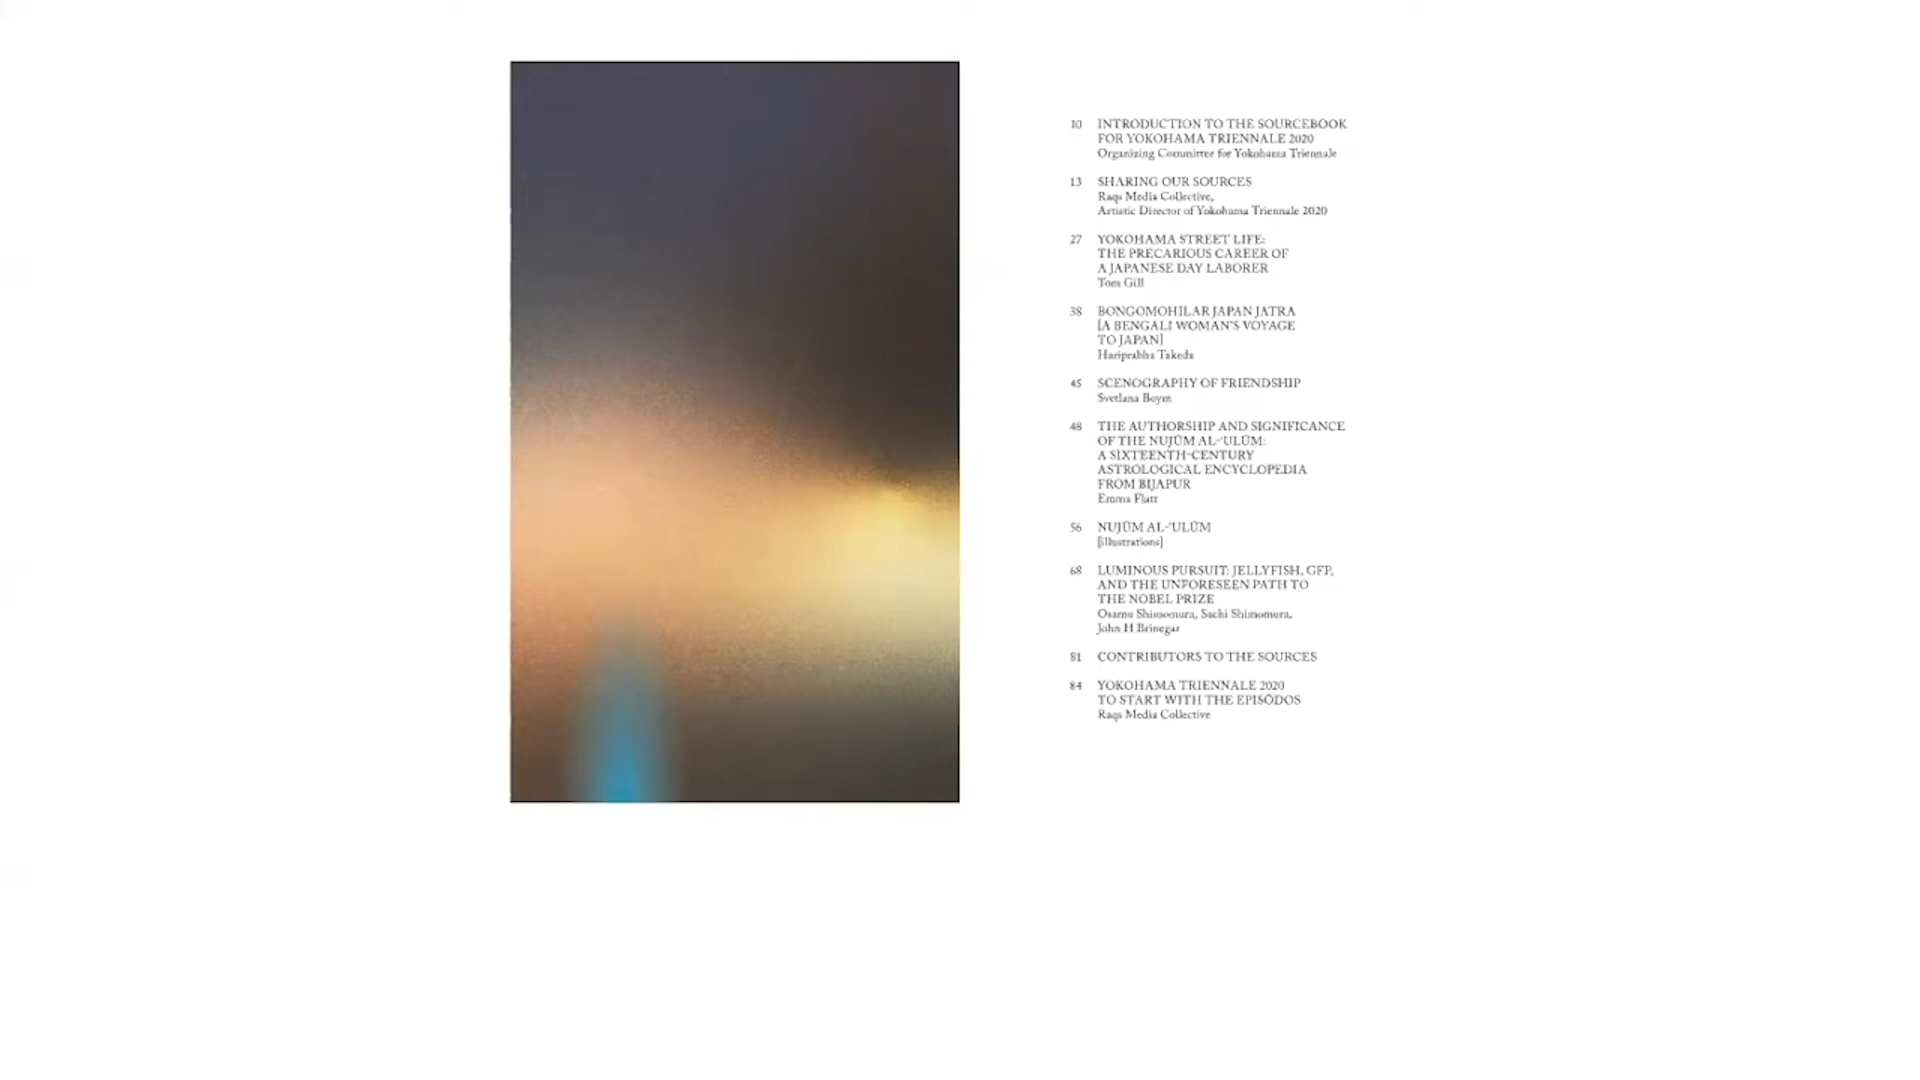 10 INTRODUCTION TO THE SOURCEBOOK
FOR YOKOHAMA TRIENNALE 2020
Organizing Committee for Yokohama Triennale
13 SHARING OUR SOURCES
Raqs Media Collective,
Artistic Director of Yokohama Triennale 2020
27 YOKOHAMA STREET LIFE:
THE PRECARIOUS CAREER OF
A JAPANESE DAY LABORER
Tom Gill
38 BONGOMOHILAR JAPAN JATRA
[A BENGALI WOMAN'S VOYAGE
TO JAPAN]
Hariprabha Takeda
45 SCENOGRAPHY OF FRIENDSHIP
Svetlana Boym
48 THE AUTHORSHIP AND SIGNIFICANCE
OF THE NUJŪM AL-ʿULŪM:
A SIXTEENTH-CENTURY
ASTROLOGICAL ENCYCLOPEDIA
FROM BIJAPUR
Emma Flatt
56 NUJŪM AL-ʿULŪM
[illustrations]
68 LUMINOUS PURSUIT: JELLYFISH, GFP,
AND THE UNFORESEEN PATH TO
THE NOBEL PRIZE
Osamu Shimomura, Sachi Shimomura,
John H Brinegar
81 CONTRIBUTORS TO THE SOURCES
84 YOKOHAMA TRIENNALE 2020
TO START WITH THE EPISŌDOS
Raqs Media Collective